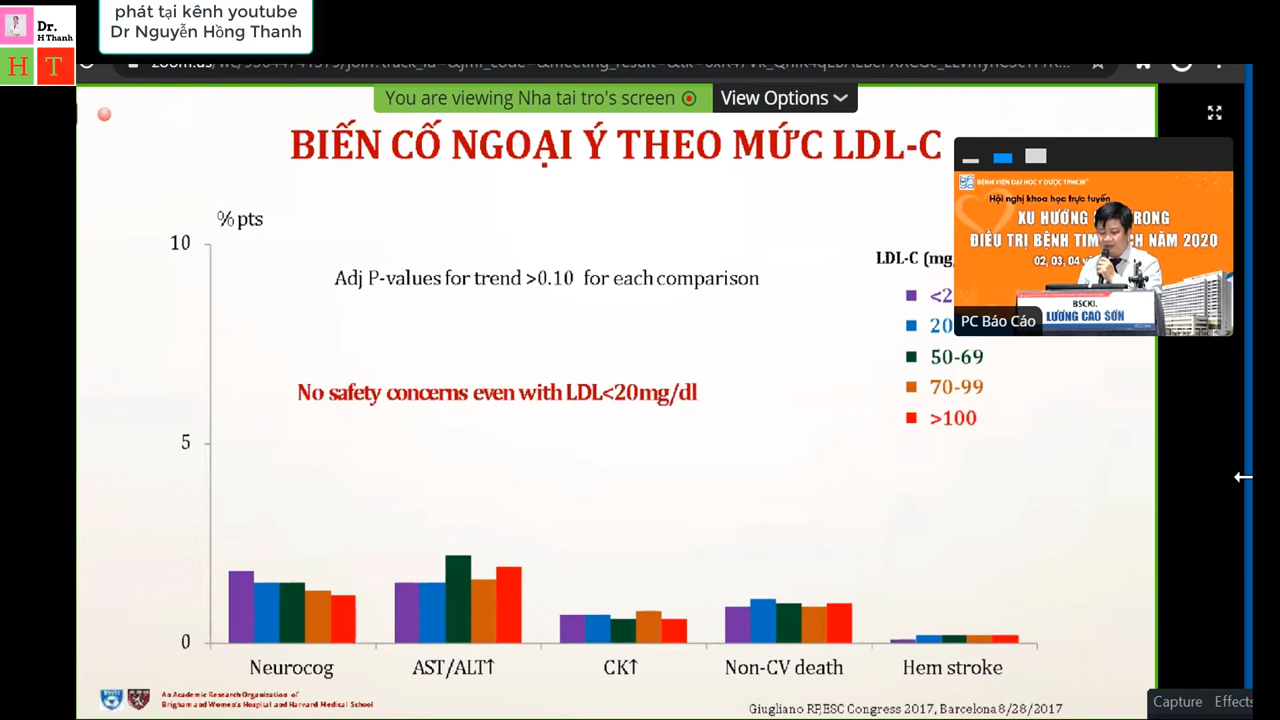 phát tại kênh youtube
Dr Nguyễn Hồng Thanh
Dr.
H Thanh
H T
You are viewing Nha tai tro's screen
View Options
BIẾN CỐ NGOẠI Ý THEO MỨC LDL-C
% pts
10
5
0
Adj P-values for trend >0.10 for each comparison
No safety concerns even with LDL<20mg/dl
LDL-C (mg
<2
20
50-69
70-99
>100
BỆNH VIỆN ĐẠI HỌC Y DƯỢC TPHCM
Hội nghị khoa học trực tuyến
XU HƯỚNG TRONG
ĐIỀU TRỊ BỆNH TIM CH NĂM 2020
02, 03, 04
BSCKI.
LƯƠNG CAO SƠN
PC Báo Cáo
Neurocog
AST/ALT↑
CK↑
Non-CV death
Hem stroke
An Academic Research Organization of
Brigham and Women's Hospital and Harvard Medical School
Giugliano RP,ESC Congress 2017, Barcelona 8/28/2017
Capture
Effects